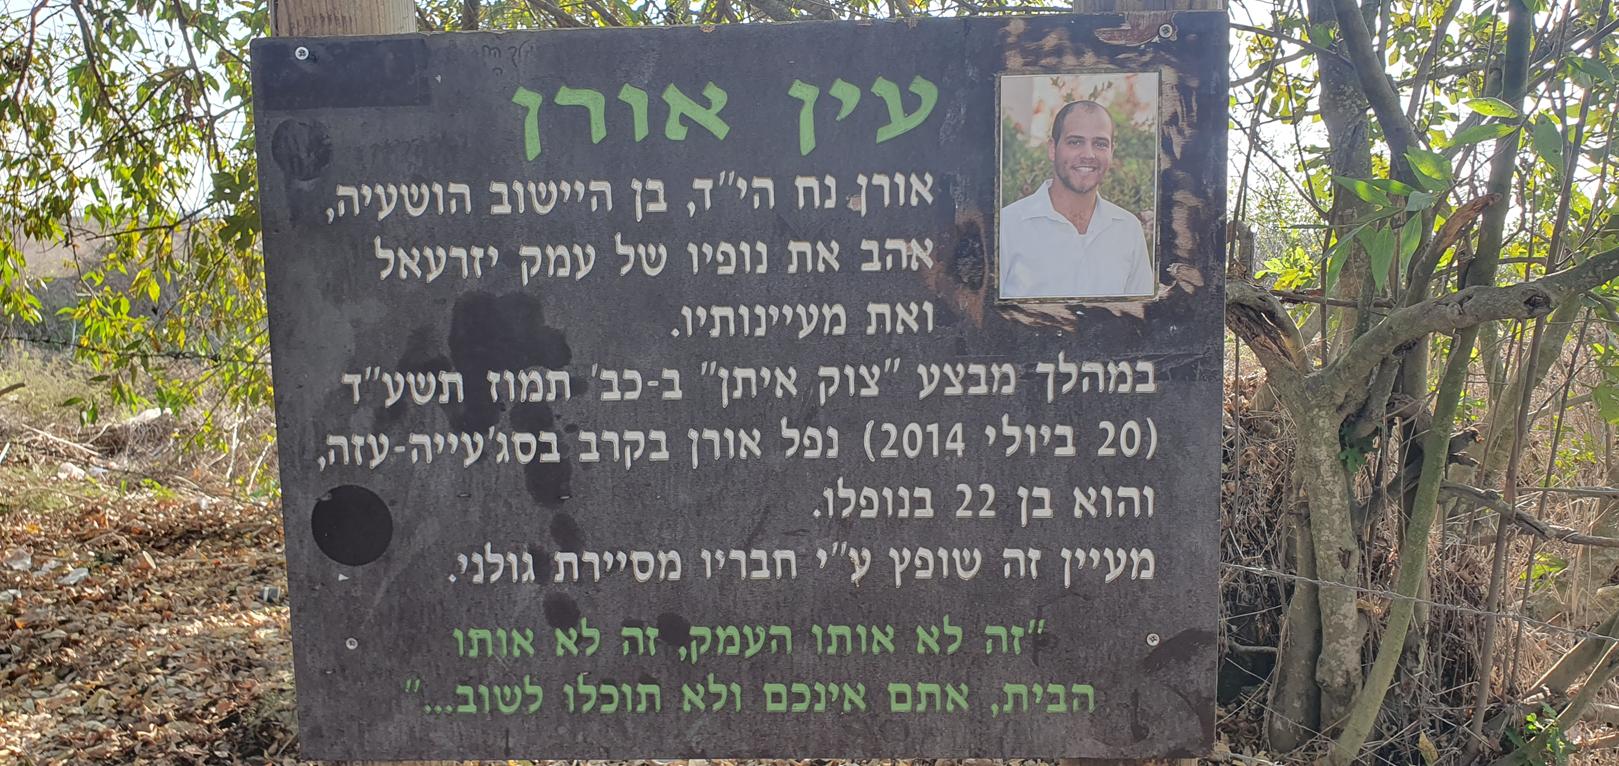 עין אורן
אורן נח הי"ד, בן היישוב הושעיה,
אהב את נופיו של עמק יזרעאל
ואת מעיינותיו.
במהלך מבצע "צוק איתן" ב-כב' תמוז תשע"ד
(20 ביולי 2014) נפל אורן בקרב בסג'עייה-עזה,
והוא בן 22 בנופלו.
מעיין זה שופץ ע"י חבריו מסיירת גולני.
"זה לא אותו העמק, זה לא אותו
הבית, אתם אינכם ולא תוכלו לשוב..."